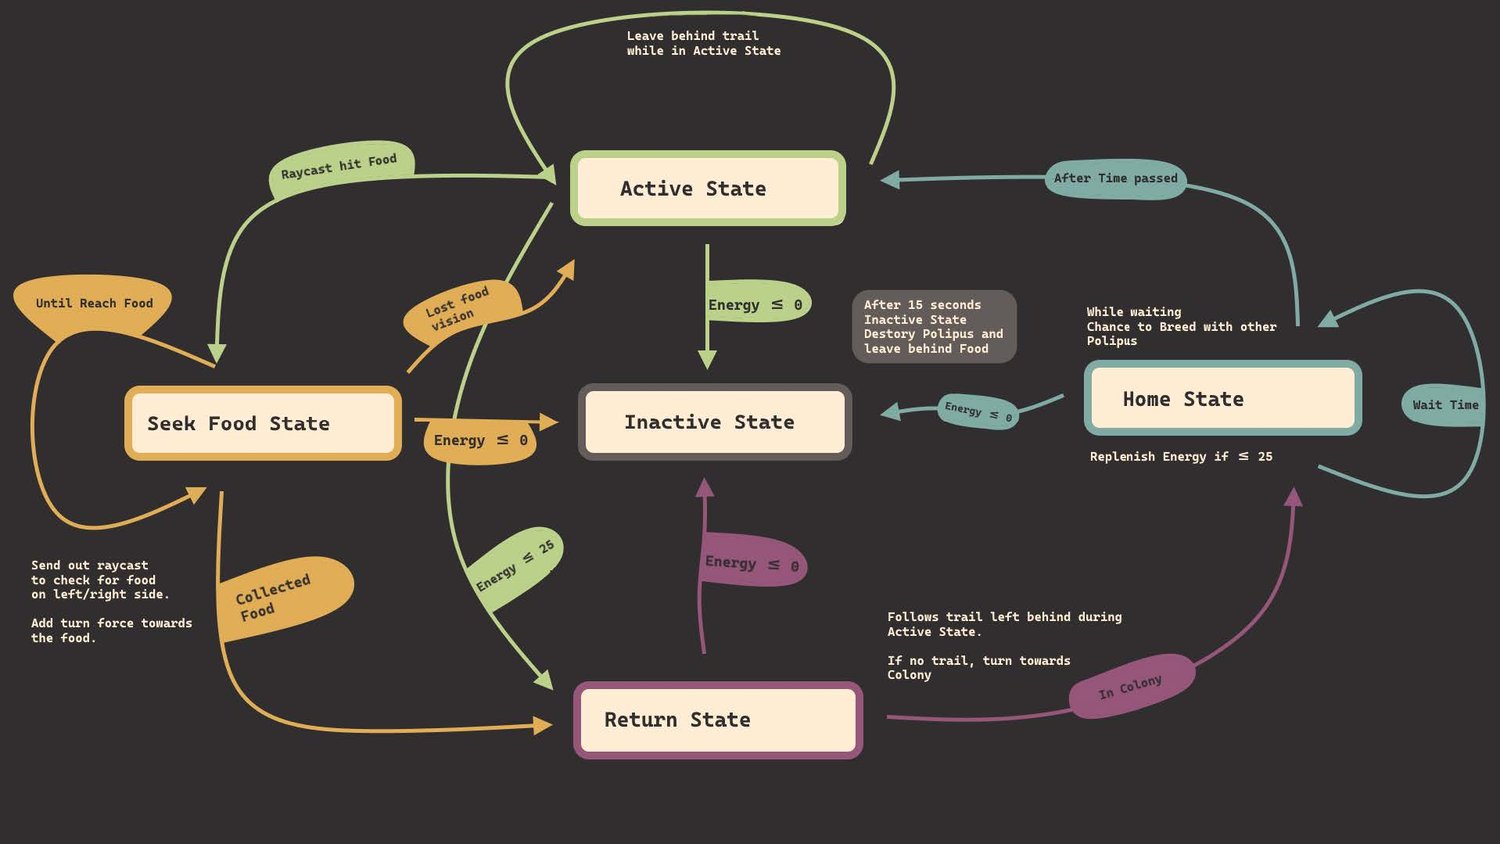 Leave behind trail
while in Active State
Raycast hit Food
Active State
After Time passed
Until Reach Food
Lost food
vision
Energy ≤ 0
After 15 seconds
Inactive State
Destory Polipus and
leave behind Food
While waiting
Chance to Breed with other
Polipus
Seek Food State
Energy ≤ 0
Inactive State
Energy ≤ 0
Home State
Wait Time
Replenish Energy if ≤ 25
Send out raycast
to check for food
on left/right side.
Add turn force towards
the food.
Collected
Food
Energy ≤ 25
Energy ≤ 0
Follows trail left behind during
Active State.
If no trail, turn towards
Colony
In Colony
Return State